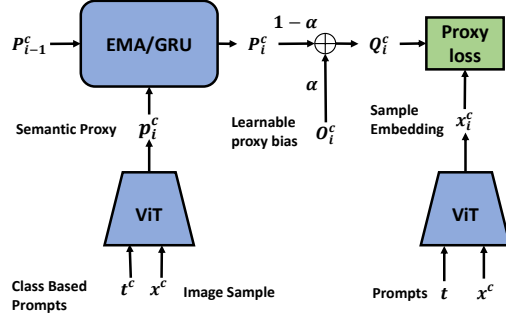 1 − α
P_{i-1}^c
EMA/GRU
P_i^c
Q_i^c
Proxy
loss
α
Semantic Proxy
p_i^c
Learnable
proxy bias
O_i^c
Sample
Embedding
x_i^c
ViT
ViT
Class Based
Prompts
t^c
x^c
Image Sample
Prompts
t
x^c